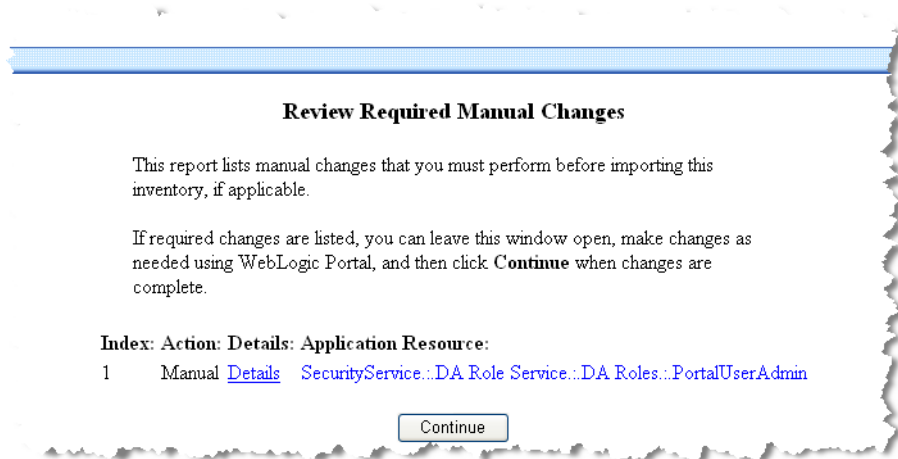 Review Required Manual Changes
This report lists manual changes that you must perform before importing this
inventory, if applicable.
If required changes are listed, you can leave this window open, make changes as
needed using WebLogic Portal, and then click Continue when changes are
complete.
Index: Action: Details: Application Resource:
1 Manual Details SecurityService.:.DA Role Service.:.DA Roles.:.PortalUserAdmin
Continue